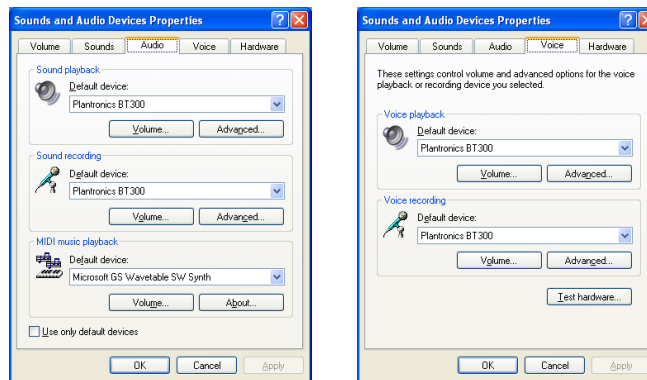 Sounds and Audio Devices Properties
Volume
Sounds
Audio
Voice
Hardware
Sound playback
Default device:
Plantronics BT300
Volume...
Advanced...
Sound recording
Default device:
Plantronics BT300
Volume...
Advanced...
MIDI music playback
Default device:
Microsoft GS Wavetable SW Synth
Volume...
About...
Use only default devices
OK
Cancel
Apply
Sounds and Audio Devices Properties
Volume
Sounds
Audio
Voice
Hardware
These settings control volume and advanced options for the voice
playback or recording device you selected.
Voice playback
Default device:
Plantronics BT300
Volume...
Advanced...
Voice recording
Default device:
Plantronics BT300
Volume...
Advanced...
Test hardware...
OK
Cancel
Apply